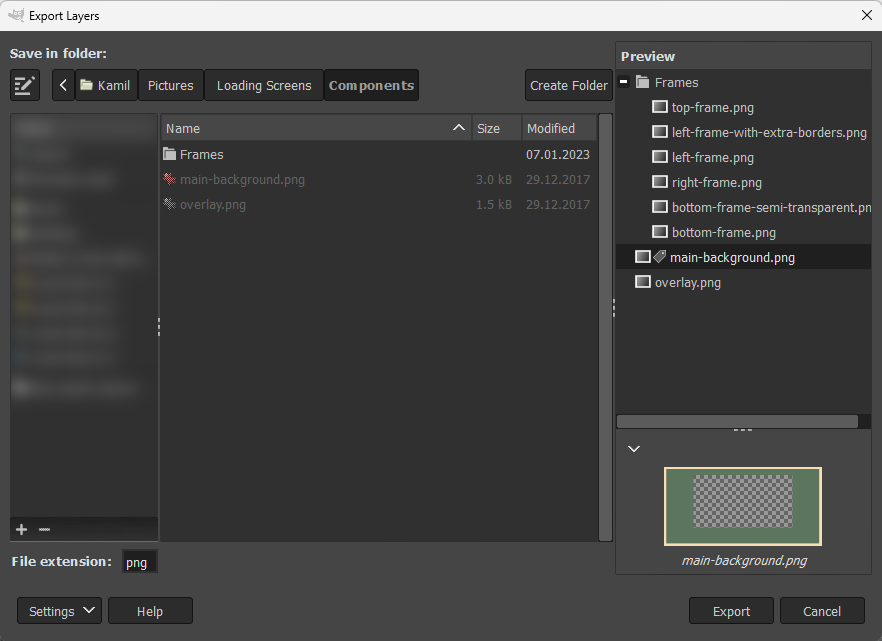 Export Layers
Save in folder:
Kamil Pictures Loading Screens Components Create Folder
Name Size Modified
Frames 07.01.2023
main-background.png 3.0 kB 29.12.2017
overlay.png 1.5 kB 29.12.2017
File extension: png
Settings Help
Preview
Frames
top-frame.png
left-frame-with-extra-borders.png
left-frame.png
right-frame.png
bottom-frame-semi-transparent.pn
bottom-frame.png
main-background.png
overlay.png
main-background.png
Export Cancel